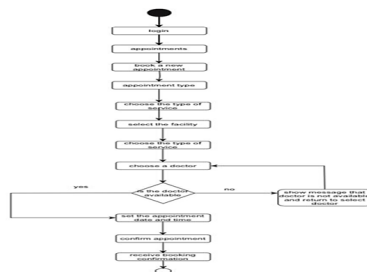 login
appointments
book a new
appointment
appointment type
choose the type of
service
select the facility
choose the type of
service
choose a doctor
is the doctor
available
yes
no
show message that
doctor is not available
and return to select
doctor
set the appointment
date and time
confirm appointment
receive booking
confirmation